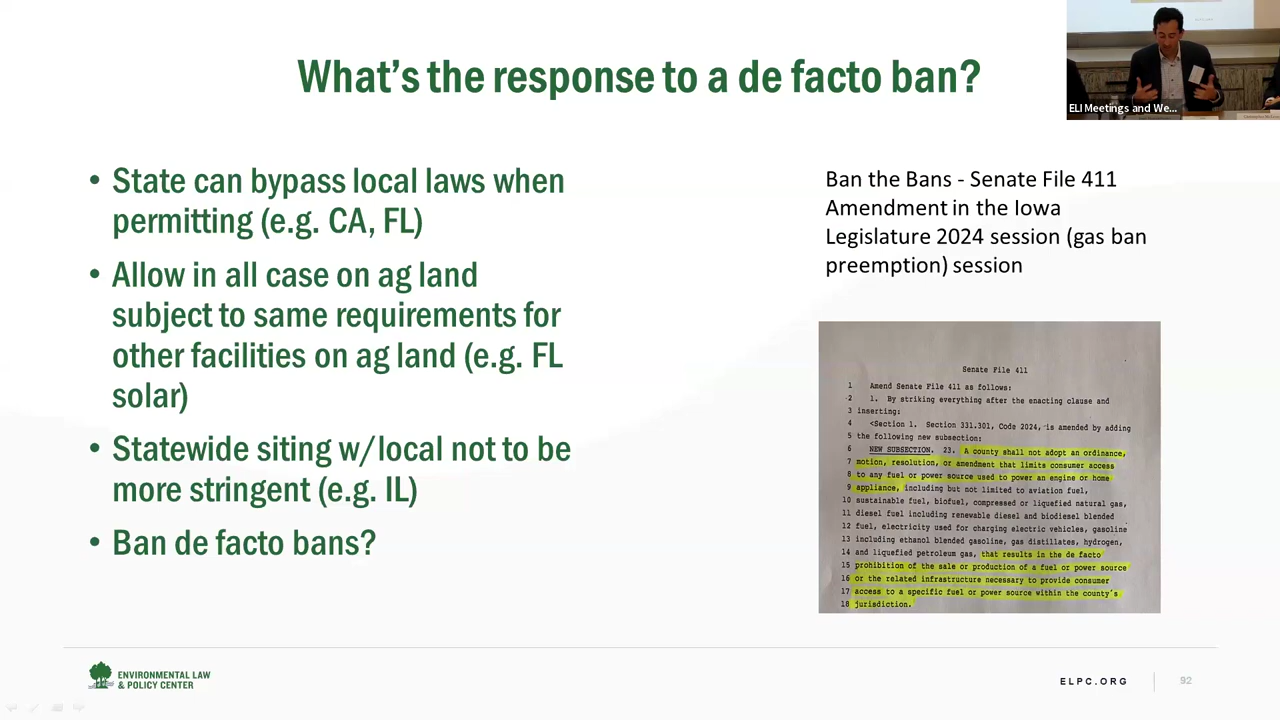 What's the response to a de facto ban?
ELI Meetings and We...
• State can bypass local laws when
permitting (e.g. CA, FL)
• Allow in all case on ag land
subject to same requirements for
other facilities on ag land (e.g. FL
solar)
• Statewide siting w/local not to be
more stringent (e.g. IL)
• Ban de facto bans?
Ban the Bans - Senate File 411
Amendment in the Iowa
Legislature 2024 session (gas ban
preemption) session
Senate File 411
1 Amend Senate File 411 as follows:
2 1. By striking everything after the enacting clause and
3 inserting:
4 <Section 1. Section 331.301, Code 2024, is amended by adding
5 the following new subsection:
6 NEW SUBSECTION. 23. A county shall not adopt an ordinance,
7 motion, resolution, or amendment that limits consumer access
8 to any fuel or power source used to power an engine or home
9 appliance, including but not limited to aviation fuel,
10 sustainable fuel, biofuel, compressed or liquefied natural gas,
11 diesel fuel including renewable diesel and biodiesel blended
12 fuel, electricity used for charging electric vehicles, gasoline
13 including ethanol blended gasoline, gas distillates, hydrogen,
14 and liquefied petroleum gas, that results in the de facto
15 prohibition of the sale or production of a fuel or power source
16 or the related infrastructure necessary to provide consumer
17 access to a specific fuel or power source within the county's
18 jurisdiction.
ENVIRONMENTAL LAW
& POLICY CENTER
ELPC.ORG
92